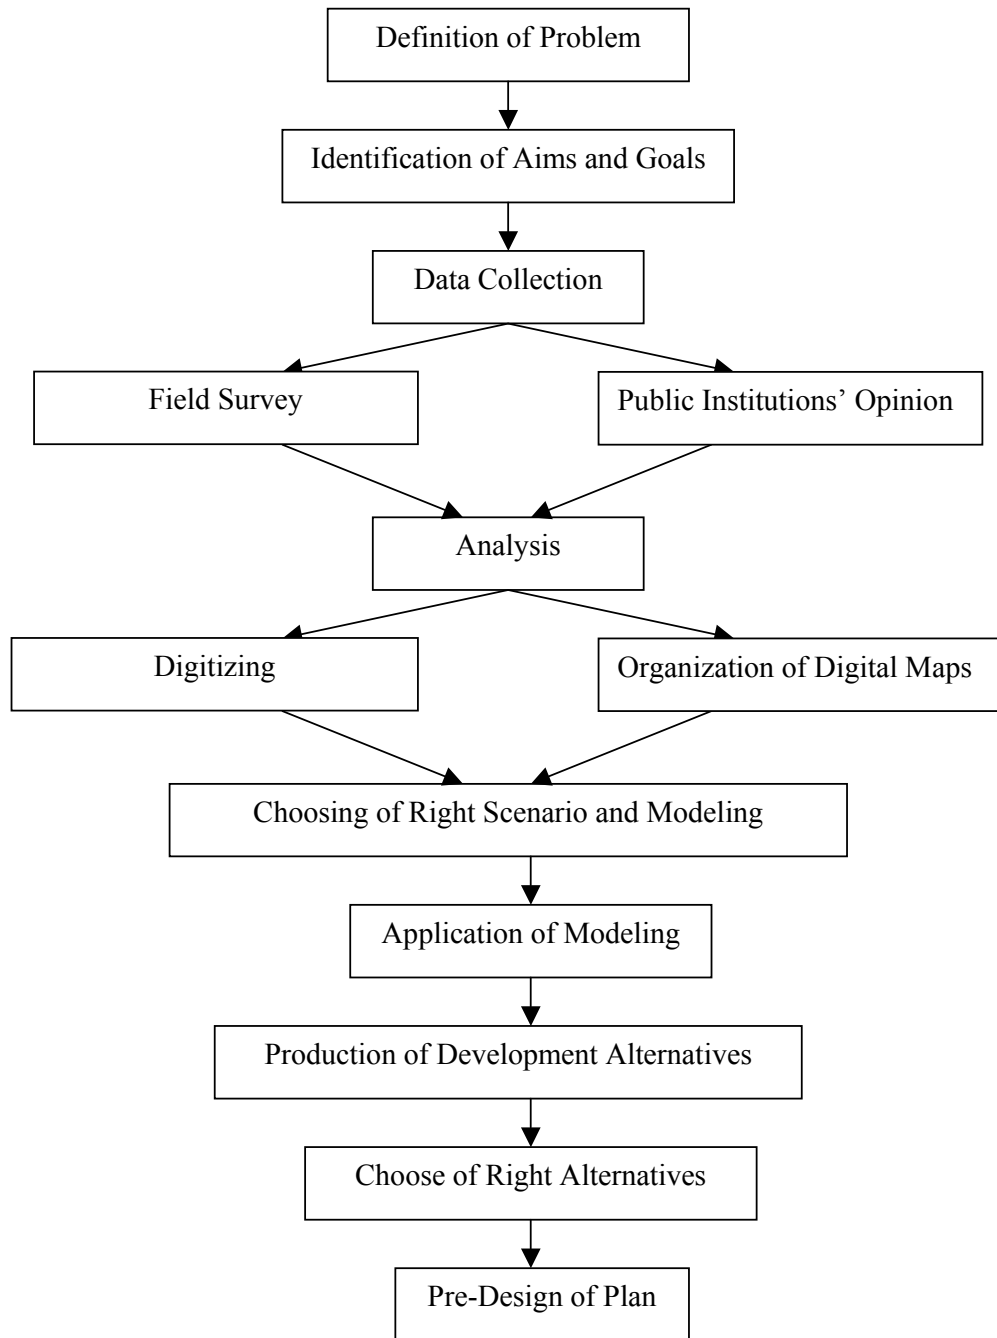 Definition of Problem
Identification of Aims and Goals
Data Collection
Field Survey
Public Institutions’ Opinion
Analysis
Digitizing
Organization of Digital Maps
Choosing of Right Scenario and Modeling
Application of Modeling
Production of Development Alternatives
Choose of Right Alternatives
Pre-Design of Plan